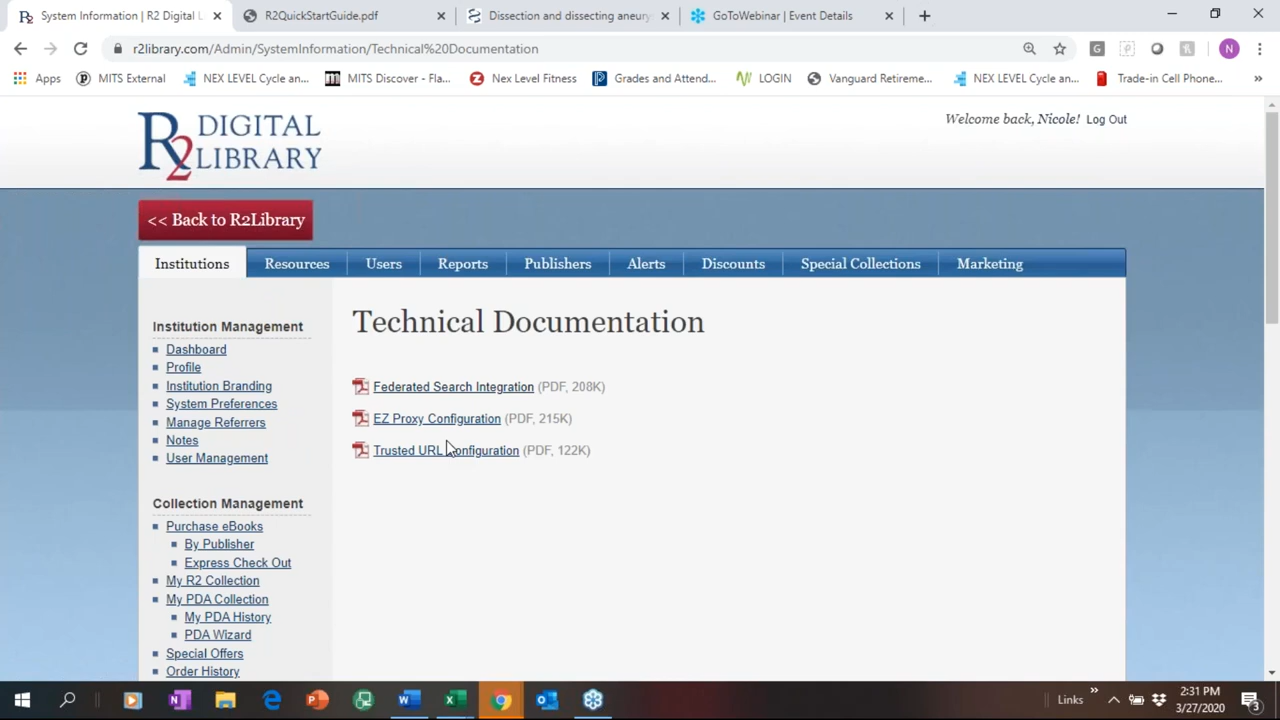 System Information | R2 Digital L
R2QuickStartGuide.pdf
Dissection and dissecting aneury
GoToWebinar | Event Details
r2library.com/Admin/SystemInformation/Technical%20Documentation
N
Apps
MITS External
NEX LEVEL Cycle an...
MITS Discover - Fla...
Next Level Fitness
Grades and Attend...
LOGIN
Vanguard Retireme...
NEX LEVEL Cycle an...
Trade-in Cell Phone...
»
R2 DIGITAL LIBRARY
Welcome back, Nicole! Log Out
<< Back to R2Library
Institutions
Resources
Users
Reports
Publishers
Alerts
Discounts
Special Collections
Marketing
Institution Management
Dashboard
Profile
Institution Branding
System Preferences
Manage Referrers
Notes
User Management
Collection Management
Purchase eBooks
By Publisher
Express Check Out
My R2 Collection
My PDA Collection
My PDA History
PDA Wizard
Special Offers
Order History
Technical Documentation
Federated Search Integration (PDF, 208K)
EZ Proxy Configuration (PDF, 215K)
Trusted URL Configuration (PDF, 122K)
Links
»
2:31 PM
3/27/2020
3